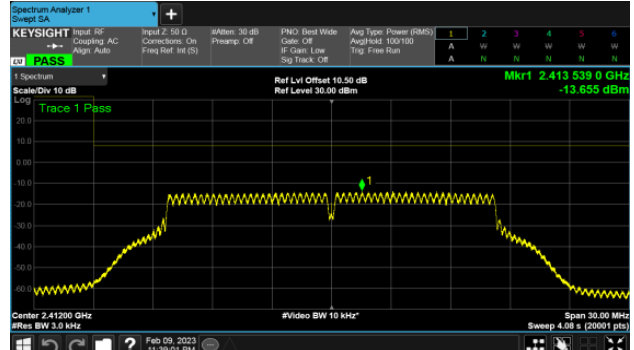 Spectrum Analyzer 1
Swept SA
+
KEYSIGHT Input: RF Input Z: 50 Ω #Atten: 30 dB PNO: Best Wide Avg Type: Power (RMS) 1 2 3 4 5 6
Coupling: AC Corrections: On Preamp: Off Gate: Off Avg|Hold: 100/100 A W W W W W
Align: Auto Freq Ref: Int (S) IF Gain: Low Trig: Free Run
LXI PASS Sig Track: Off A N N N N N
1 Spectrum Ref Lvl Offset 10.50 dB Mkr1 2.413 539 0 GHz
Scale/Div 10 dB Ref Level 30.00 dBm -13.655 dBm
Log
Trace 1 Pass
20.0
10.0
0.00
-10.0
1
-20.0
-30.0
-40.0
-50.0
-60.0
Center 2.41200 GHz #Video BW 10 kHz* Span 30.00 MHz
#Res BW 3.0 kHz Sweep 4.08 s (20001 pts)
? Feb 09, 2023
11:39:01 PM